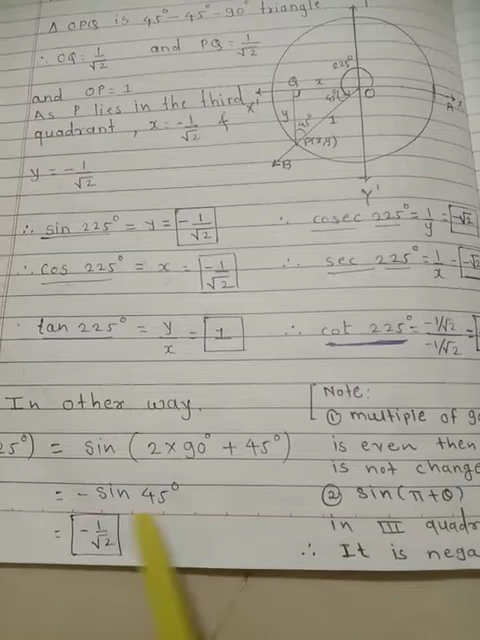 Δ OPQ is 45°-45°-90° triangle
∴ OQ = 1/√2 and PQ = 1/√2
and OP = 1
As P lies in the third
quadrant, x = -1/√2 &
y = -1/√2
225°
Q x 45° O
y 1
45°
P(x,y)
B
A
X'
Y'
∴ sin 225° = y = -1/√2 ∴ cosec 225° = 1/y = -√2
∴ cos 225° = x = -1/√2 ∴ sec 225° = 1/x = -√2
tan 225° = y/x = 1 ∴ cot 225° = -1/√2 / -1/√2 =
In other way.
25°) = sin (2×90° + 45°)
= - sin 45°
= -1/√2
Note:
① multiple of 9
is even then
is not change
② sin(π+θ)
in III quadr
∴ It is nega